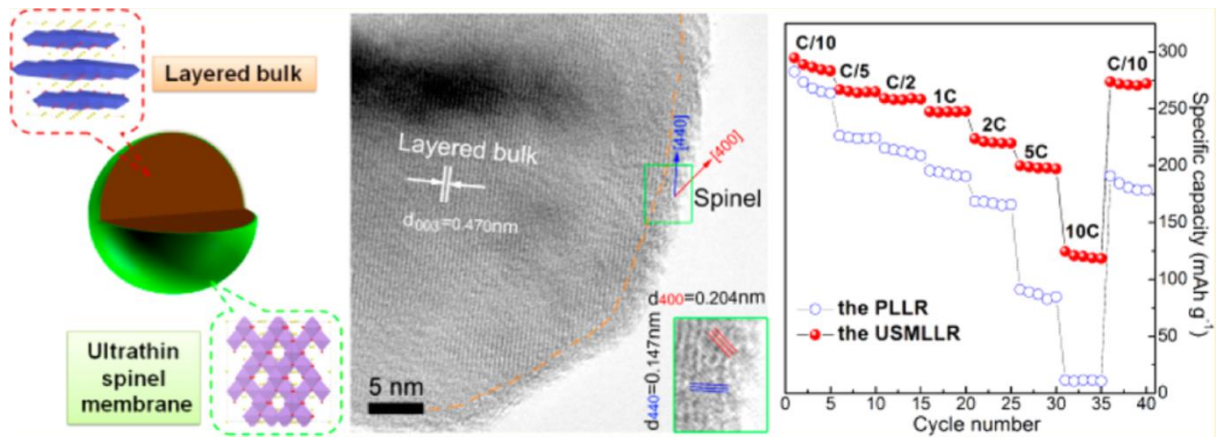 Layered bulk
Ultrathin
spinel
membrane
Layered bulk
d003=0.470nm
[440]
[400]
Spinel
5 nm
d400=0.204nm
d440=0.147nm
C/10
C/5
C/2
1C
2C
5C
10C
C/10
the PLLR
the USMLLR
300
250
200
150
100
50
0
Specific capacity (mAh g-1)
0 5 10 15 20 25 30 35 40
Cycle number